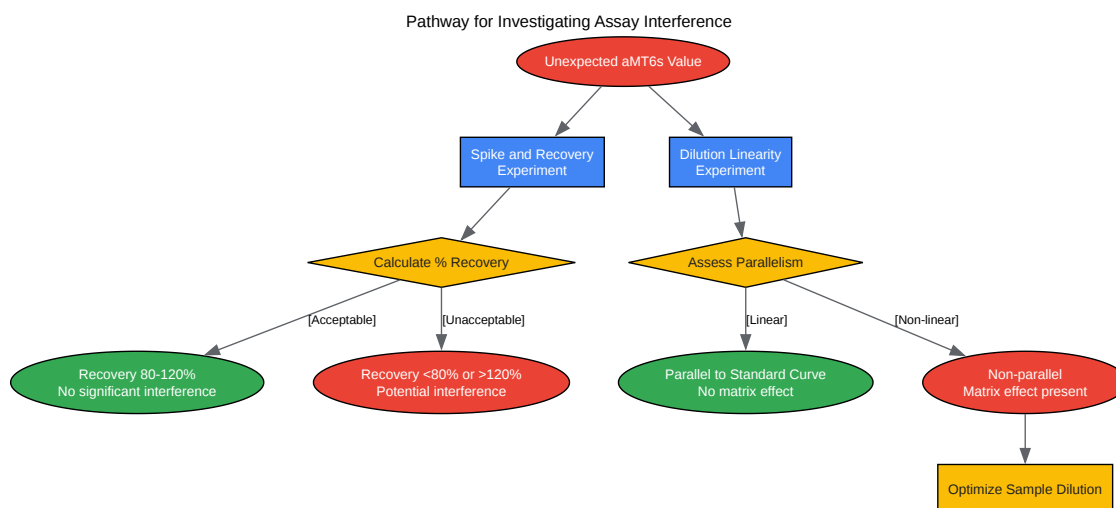 Pathway for Investigating Assay Interference
Unexpected aMT6s Value
Spike and Recovery
Experiment
Dilution Linearity
Experiment
Calculate % Recovery
Assess Parallelism
[Acceptable]
[Unacceptable]
[Linear]
[Non-linear]
Recovery 80-120%
No significant interference
Recovery <80% or >120%
Potential interference
Parallel to Standard Curve
No matrix effect
Non-parallel
Matrix effect present
Optimize Sample Dilution